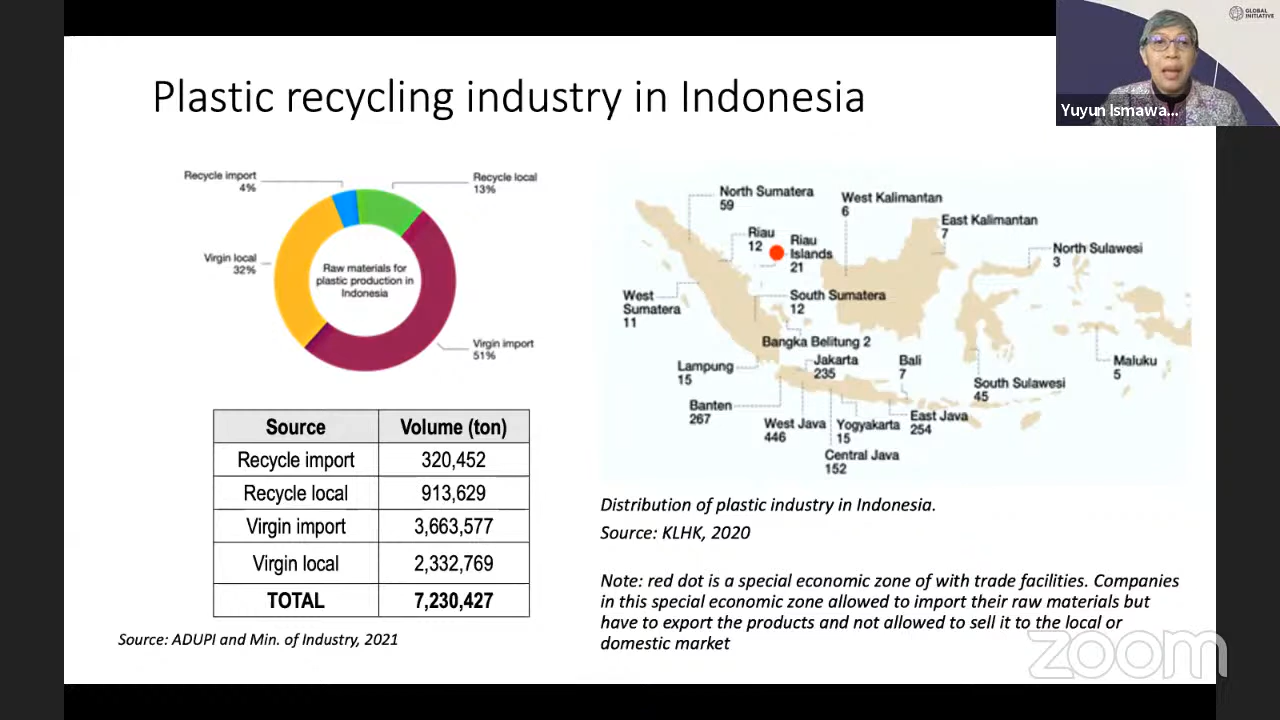 GLOBAL
INITIATIVE
Yuyun Ismawa...
Plastic recycling industry in Indonesia
Recycle import
4%
Recycle local
13%
Virgin local
32%
Raw materials for
plastic production in
Indonesia
Virgin import
51%
Source Volume (ton)
Recycle import 320,452
Recycle local 913,629
Virgin import 3,663,577
Virgin local 2,332,769
TOTAL 7,230,427
Source: ADUPI and Min. of Industry, 2021
North Sumatera
59
West Kalimantan
6
East Kalimantan
7
Riau
12
Riau
Islands
21
North Sulawesi
3
West
Sumatera
11
South Sumatera
12
Bangka Belitung 2
Lampung
15
Jakarta
235
Bali
7
Maluku
5
South Sulawesi
45
Banten
267
West Java
446
Yogyakarta
15
East Java
254
Central Java
152
Distribution of plastic industry in Indonesia.
Source: KLHK, 2020
Note: red dot is a special economic zone of with trade facilities. Companies
in this special economic zone allowed to import their raw materials but
have to export the products and not allowed to sell it to the local or
domestic market
zoom